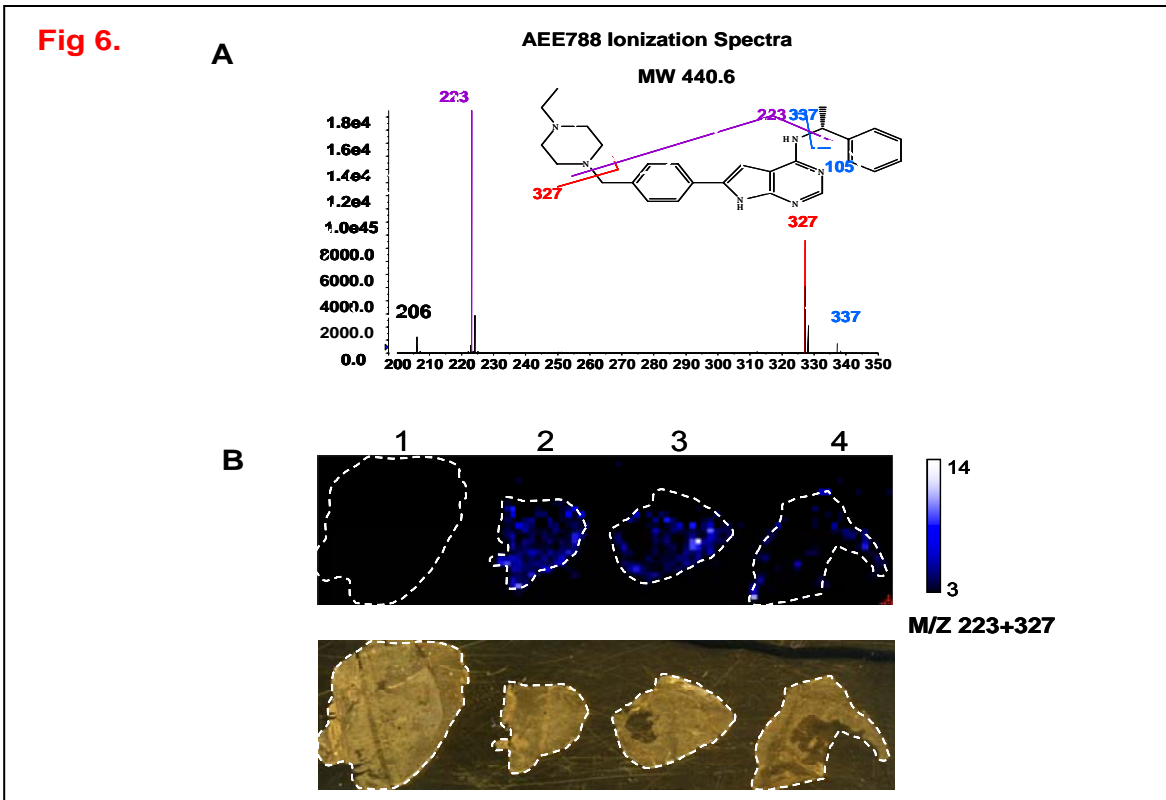 Fig 6.
A
AEE788 Ionization Spectra
MW 440.6
223
1.8e4
1.6e4
1.4e4
1.2e4
1.0e45
8000.0
6000.0
4000.0
2000.0
0.0
206
N
N
327
223
337
H
N
N
105
N
N
H
327
337
200 210 220 230 240 250 260 270 280 290 300 310 320 330 340 350
B
1 2 3 4
14
3
M/Z 223+327